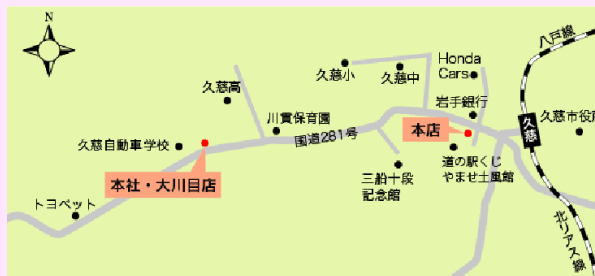 N
八戸線
Honda
Cars
久慈小
久慈中
久慈高
岩手銀行
久慈
久慈市役所
川貫保育園
国道281号
本店
久慈自動車学校
道の駅くじ
やませ土風館
三船十段
記念館
本社・大川目店
トヨペット
北リアス線